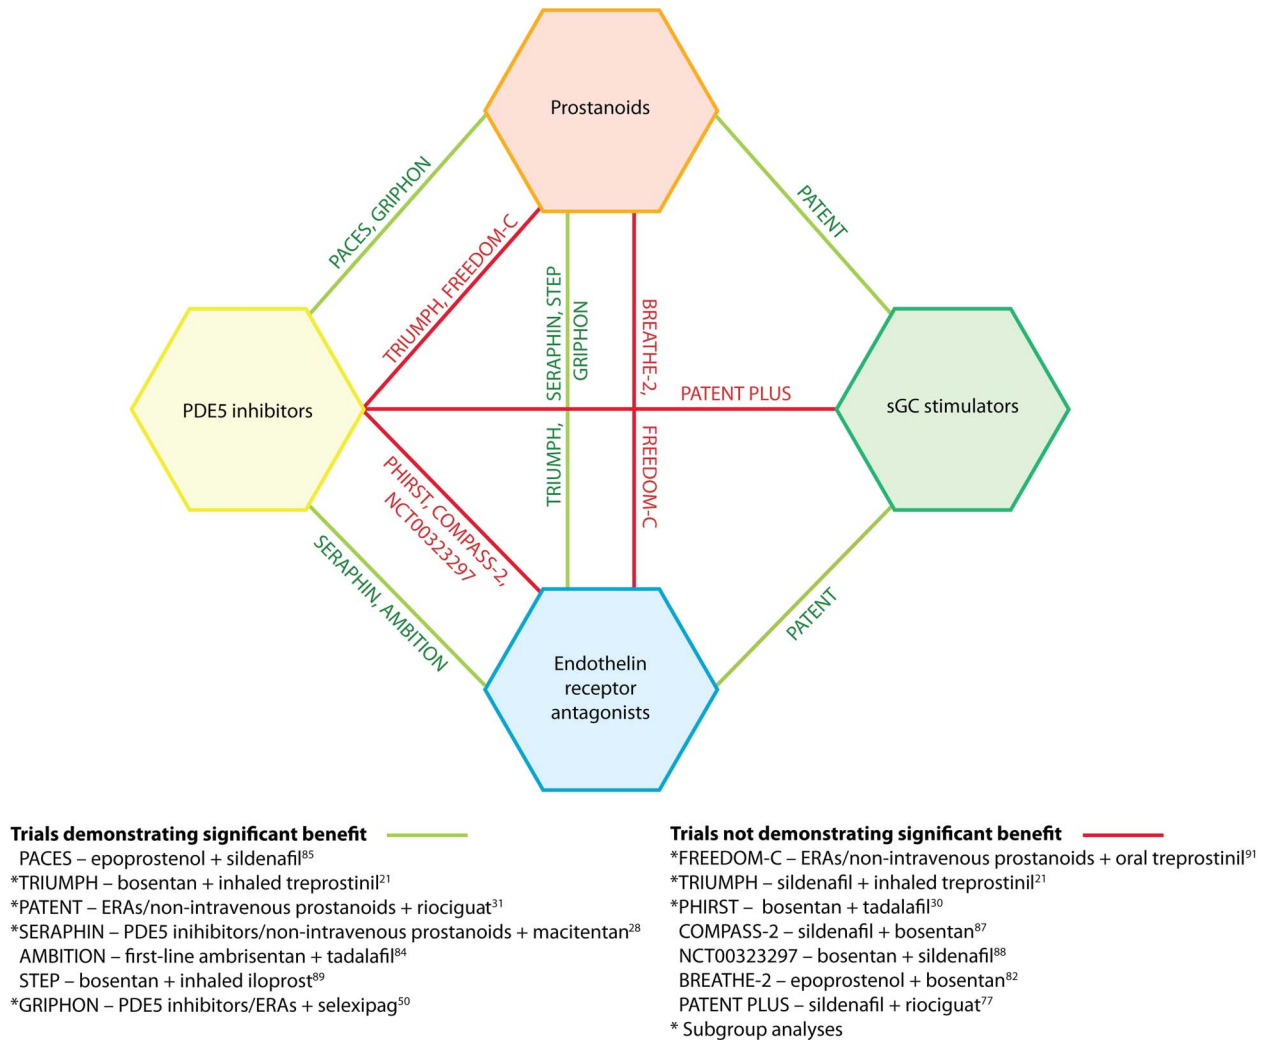 Prostanoids
PACES, GRIPHON
PATENT
TRIUMPH, FREEDOM-C
TRIUMPH, SERAPHIN, STEP
GRIPHON
BREATHE-2, FREEDOM-C
PDE5 inhibitors
PATENT PLUS
sGC stimulators
PHIRST, COMPASS-2,
NCT00323297
SERAPHIN, AMBITION
PATENT
Endothelin
receptor
antagonists
Trials demonstrating significant benefit
PACES – epoprostenol + sildenafil85
*TRIUMPH – bosentan + inhaled treprostinil21
*PATENT – ERAs/non-intravenous prostanoids + riociguat31
*SERAPHIN – PDE5 inihibitors/non-intravenous prostanoids + macitentan28
AMBITION – first-line ambrisentan + tadalafil84
STEP – bosentan + inhaled iloprost89
*GRIPHON – PDE5 inhibitors/ERAs + selexipag50
Trials not demonstrating significant benefit
*FREEDOM-C – ERAs/non-intravenous prostanoids + oral treprostinil91
*TRIUMPH – sildenafil + inhaled treprostinil21
*PHIRST – bosentan + tadalafil30
COMPASS-2 – sildenafil + bosentan87
NCT00323297 – bosentan + sildenafil88
BREATHE-2 – epoprostenol + bosentan82
PATENT PLUS – sildenafil + riociguat77
* Subgroup analyses